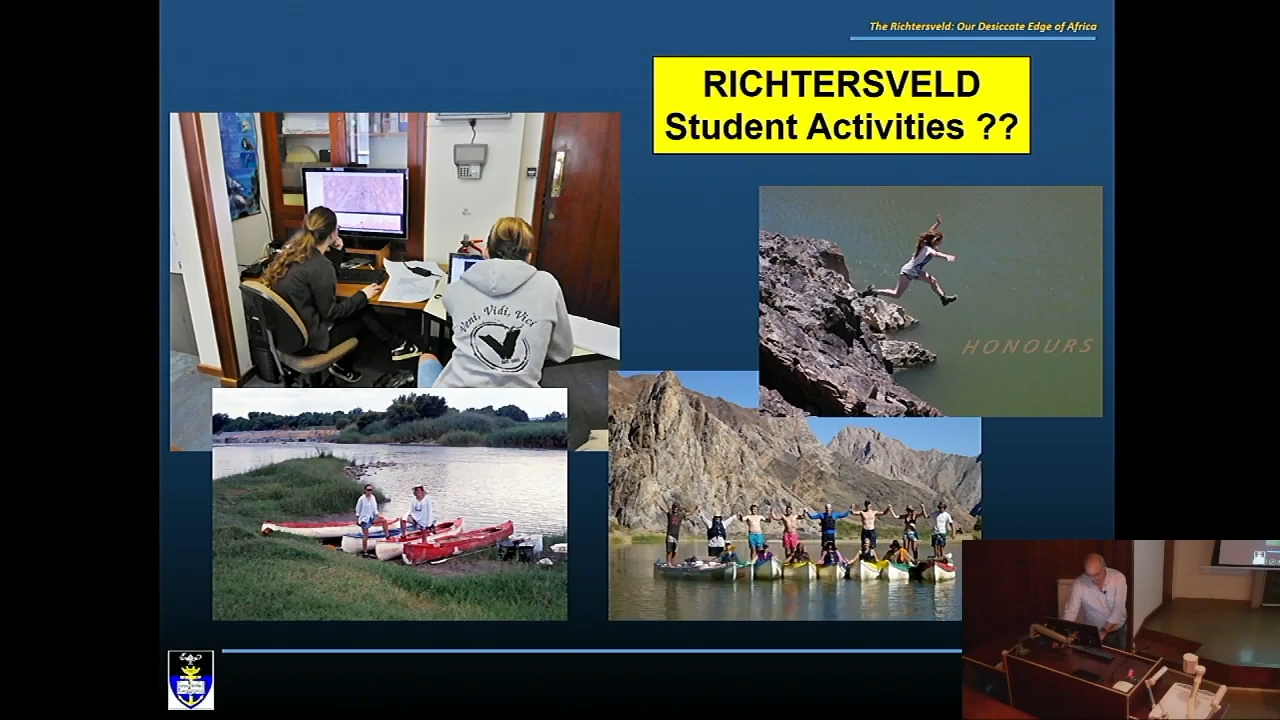 The Richtersveld: Our Desiccate Edge of Africa
RICHTERSVELD
Student Activities ??
Veni, Vidi, Vici
HONOURS